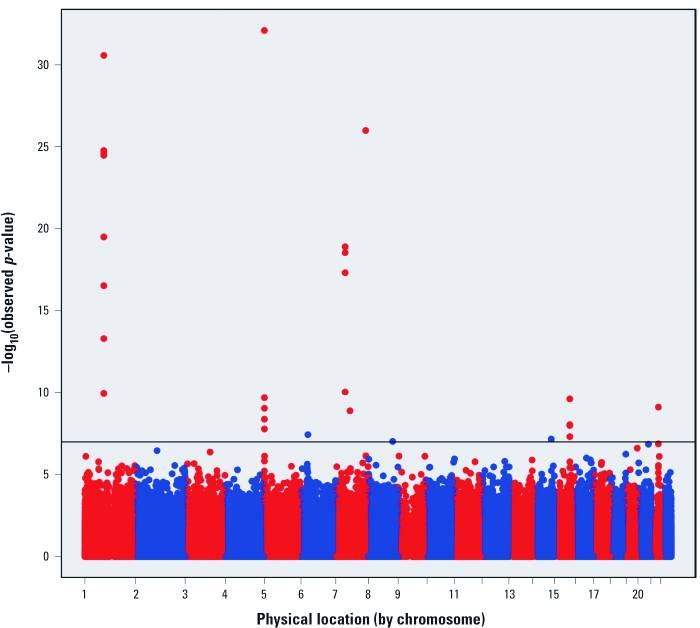 30
25
20
15
10
5
0
–log10(observed p-value)
1 2 3 4 5 6 7 8 9 11 13 15 17 20
Physical location (by chromosome)